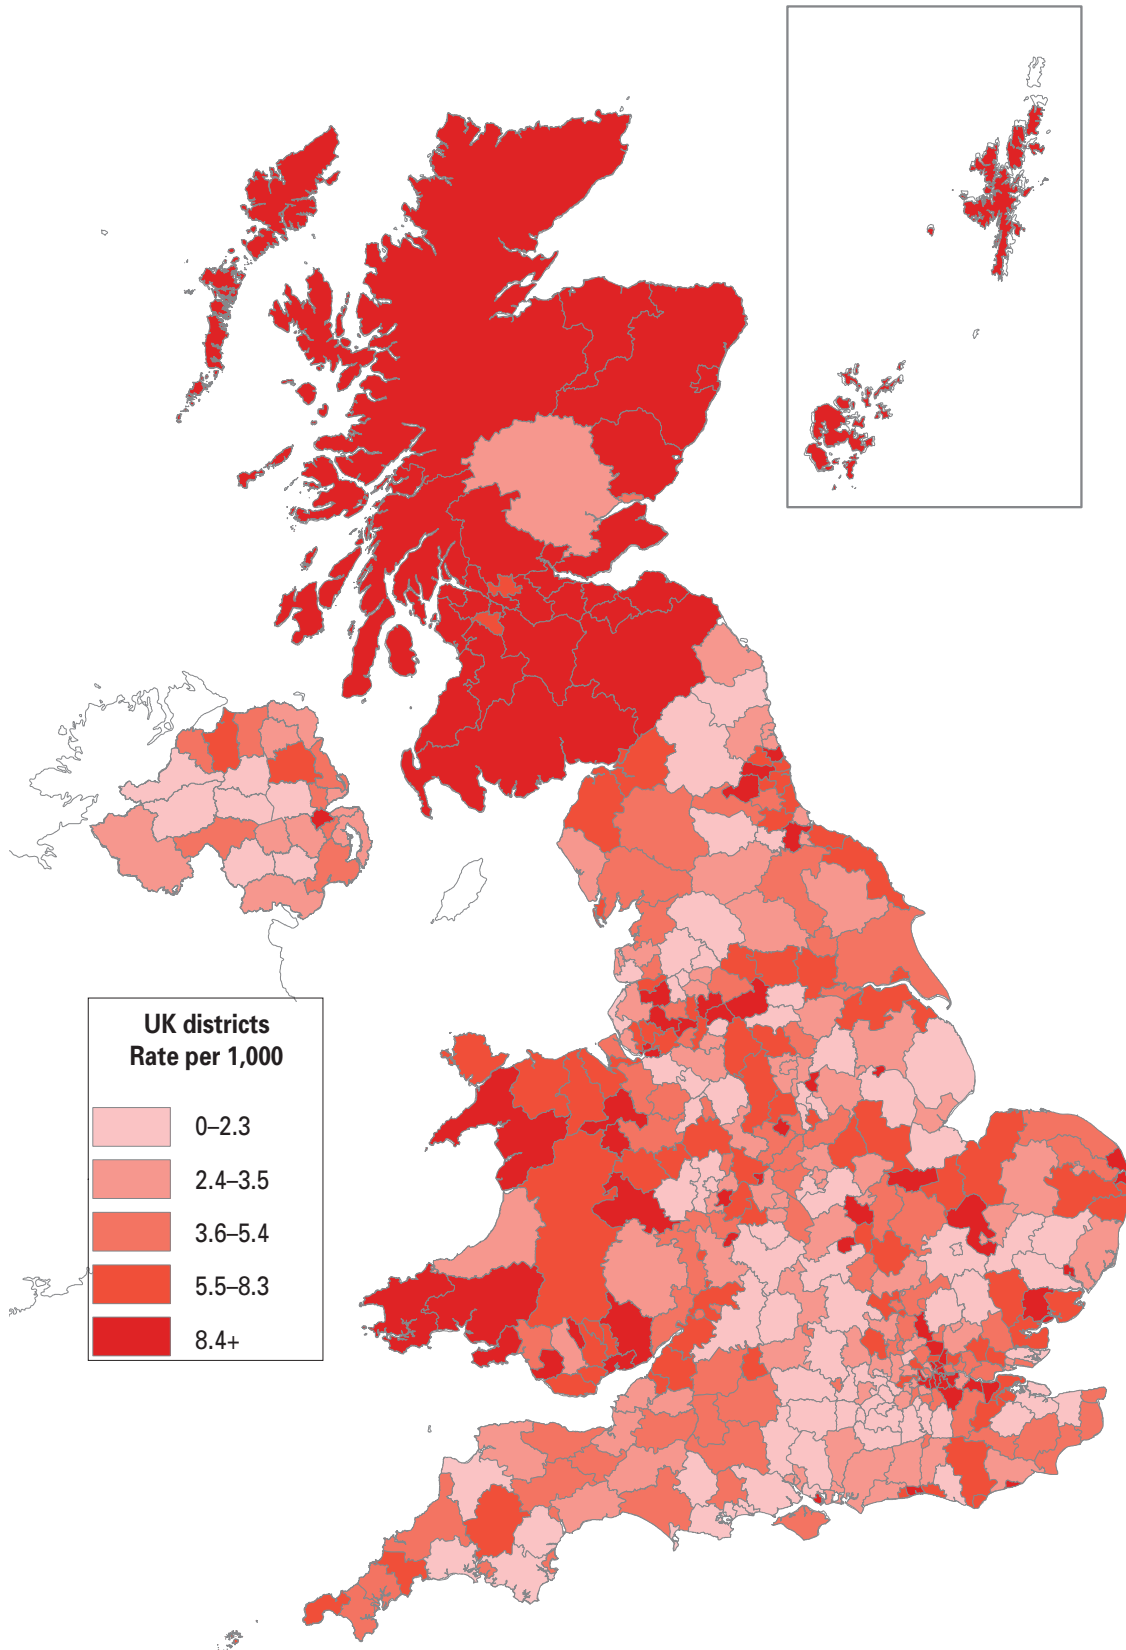 UK districts
Rate per 1,000
0–2.3
2.4–3.5
3.6–5.4
5.5–8.3
8.4+